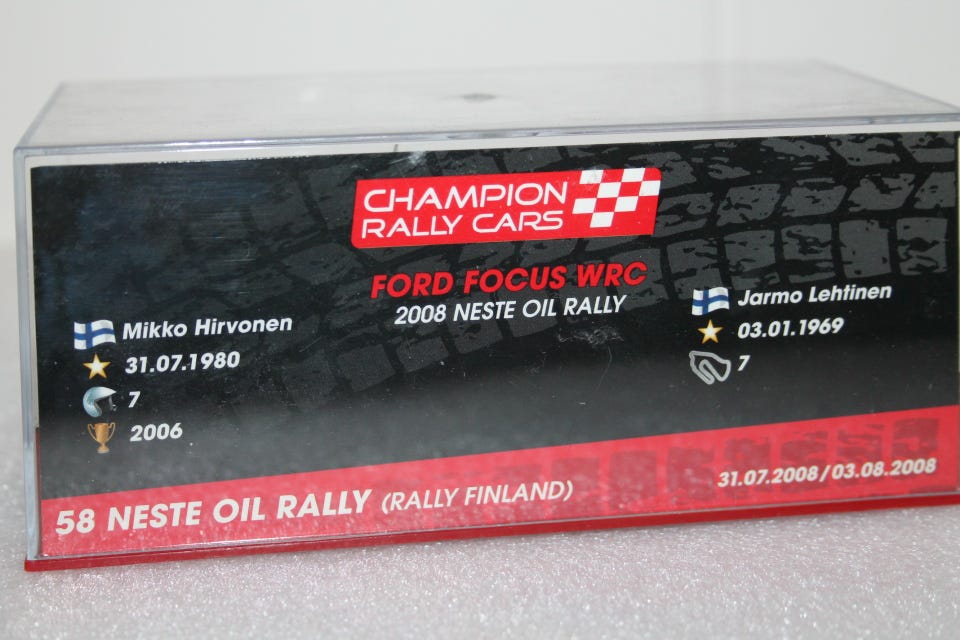 CHAMPION
RALLY CARS
FORD FOCUS WRC
2008 NESTE OIL RALLY
Mikko Hirvonen
31.07.1980
7
2006
Jarmo Lehtinen
03.01.1969
7
58 NESTE OIL RALLY (RALLY FINLAND)
31.07.2008/03.08.2008